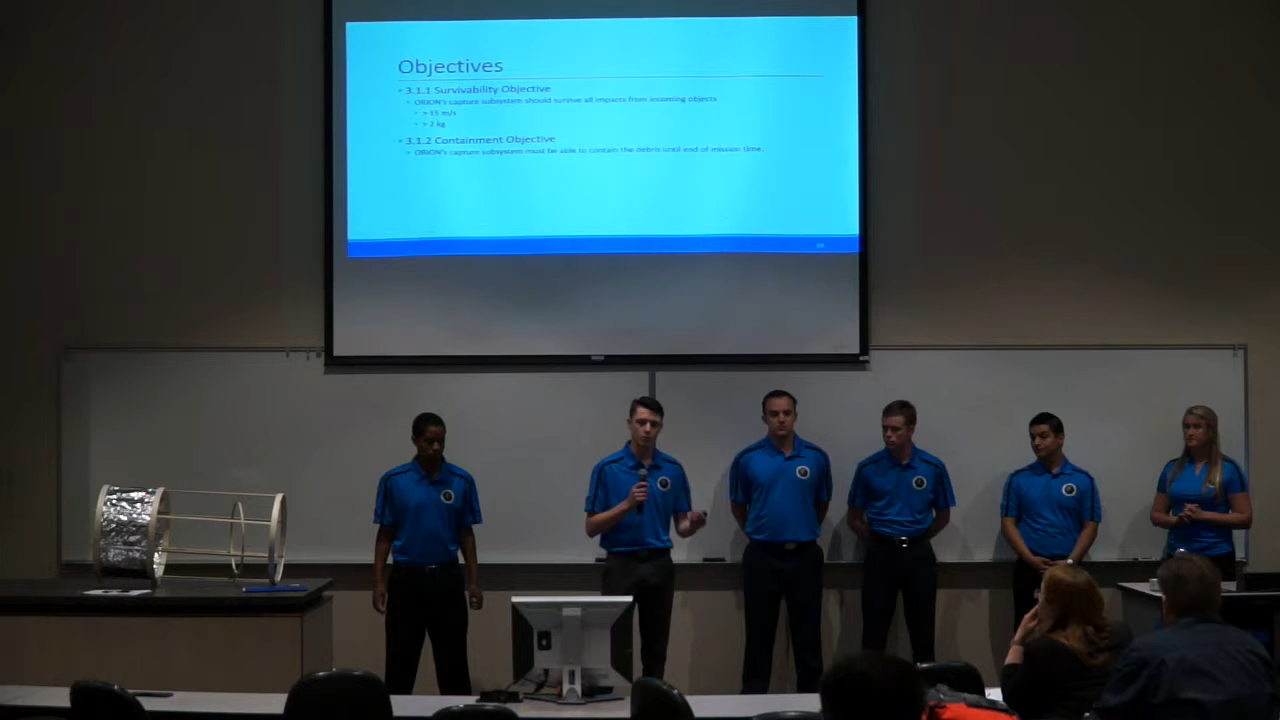 Objectives
3.1.1 Survivability Objective
ORION's capture subsystem should survive all impacts from incoming objects
15 m/s
2 kg
3.1.2 Containment Objective
ORION's capture subsystem must be able to contain the debris until end of mission time.